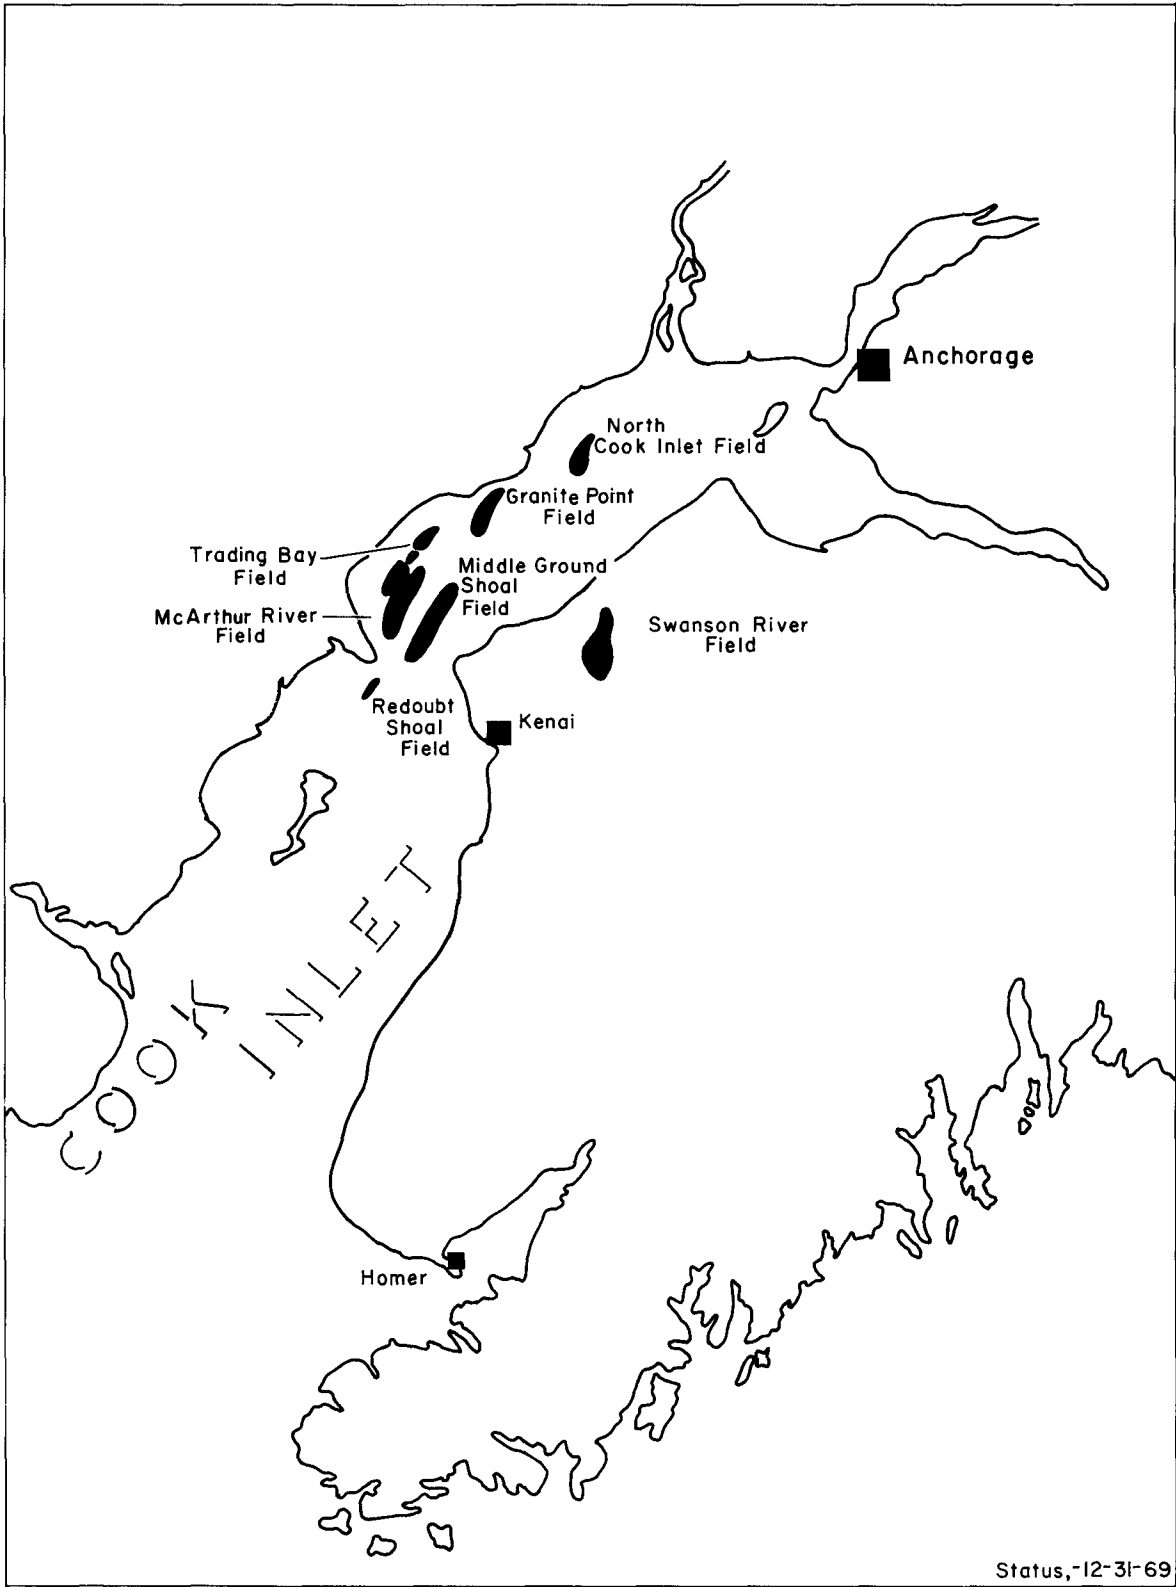 Anchorage
North
Cook Inlet Field
Granite Point
Field
Trading Bay
Field
Middle Ground
Shoal
Field
McArthur River
Field
Swanson River
Field
Redoubt
Shoal
Field
Kenai
COOK
INLET
Homer
Status,-12-31-69